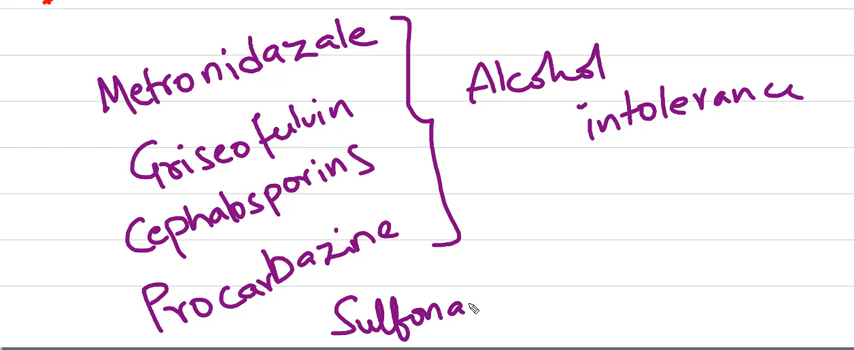 Metronidazale
Griseofulvin
Cephalosporins
Procarbazine
Sulfona
Alcohol
intolerance